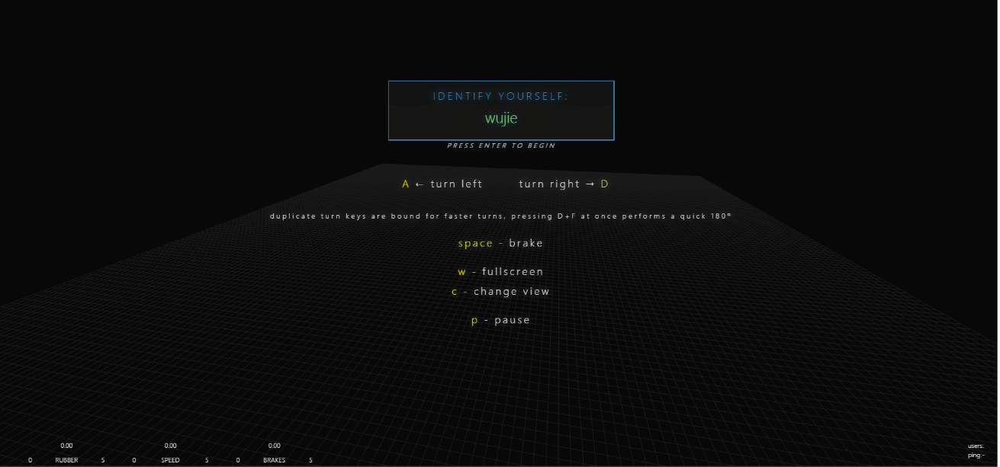 IDENTIFY YOURSELF:
wujie
PRESS ENTER TO BEGIN
A ← turn left turn right → D
duplicate turn keys are bound for faster turns, pressing D+F at once performs a quick 180°
space - brake
w - fullscreen
c - change view
p - pause
0.00 0.00 0.00
0 RUBBER 5 0 SPEED 5 0 BRAKES 5
users:
ping:-